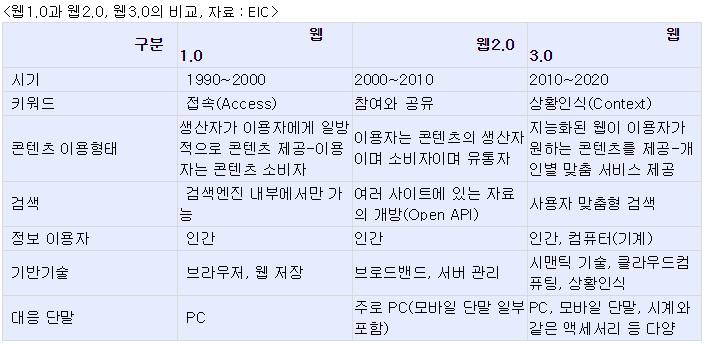 <웹1.0과 웹2.0, 웹3.0의 비교, 자료 : EIC>
구분 웹 1.0 웹2.0 웹 3.0
시기 1990~2000 2000~2010 2010~2020
키워드 접속(Access) 참여와 공유 상황인식(Context)
콘텐츠 이용형태
생산자가 이용자에게 일방
적으로 콘텐츠 제공-이용
자는 콘텐츠 소비자
이용자는 콘텐츠의 생산자
이며 소비자이며 유통자
지능화된 웹이 이용자가
원하는 콘텐츠를 제공-개
인별 맞춤 서비스 제공
검색
검색엔진 내부에서만 가
능
여러 사이트에 있는 자료
의 개방(Open API)
사용자 맞춤형 검색
정보 이용자 인간 인간 인간, 컴퓨터(기계)
기반기술 브라우저, 웹 저장 브로드밴드, 서버 관리
시맨틱 기술, 클라우드컴
퓨팅, 상황인식
대응 단말 PC
주로 PC(모바일 단말 일부
포함)
PC, 모바일 단말, 시계와
같은 액세서리 등 다양